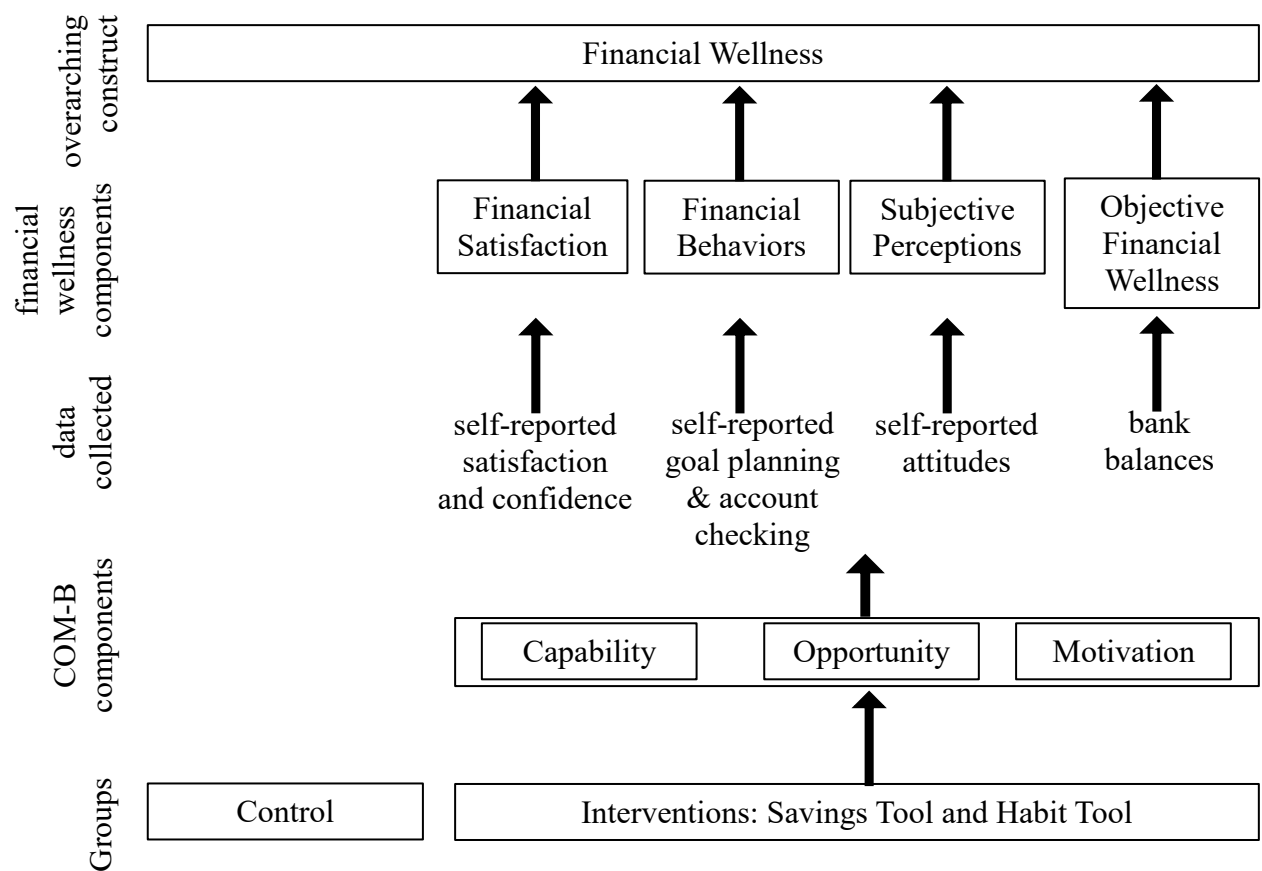 overarching
construct
Financial Wellness
financial
wellness
components
Financial
Satisfaction
Financial
Behaviors
Subjective
Perceptions
Objective
Financial
Wellness
data
collected
self-reported
satisfaction
and confidence
self-reported
goal planning
& account
checking
self-reported
attitudes
bank
balances
COM-B
components
Capability
Opportunity
Motivation
Groups
Control
Interventions: Savings Tool and Habit Tool